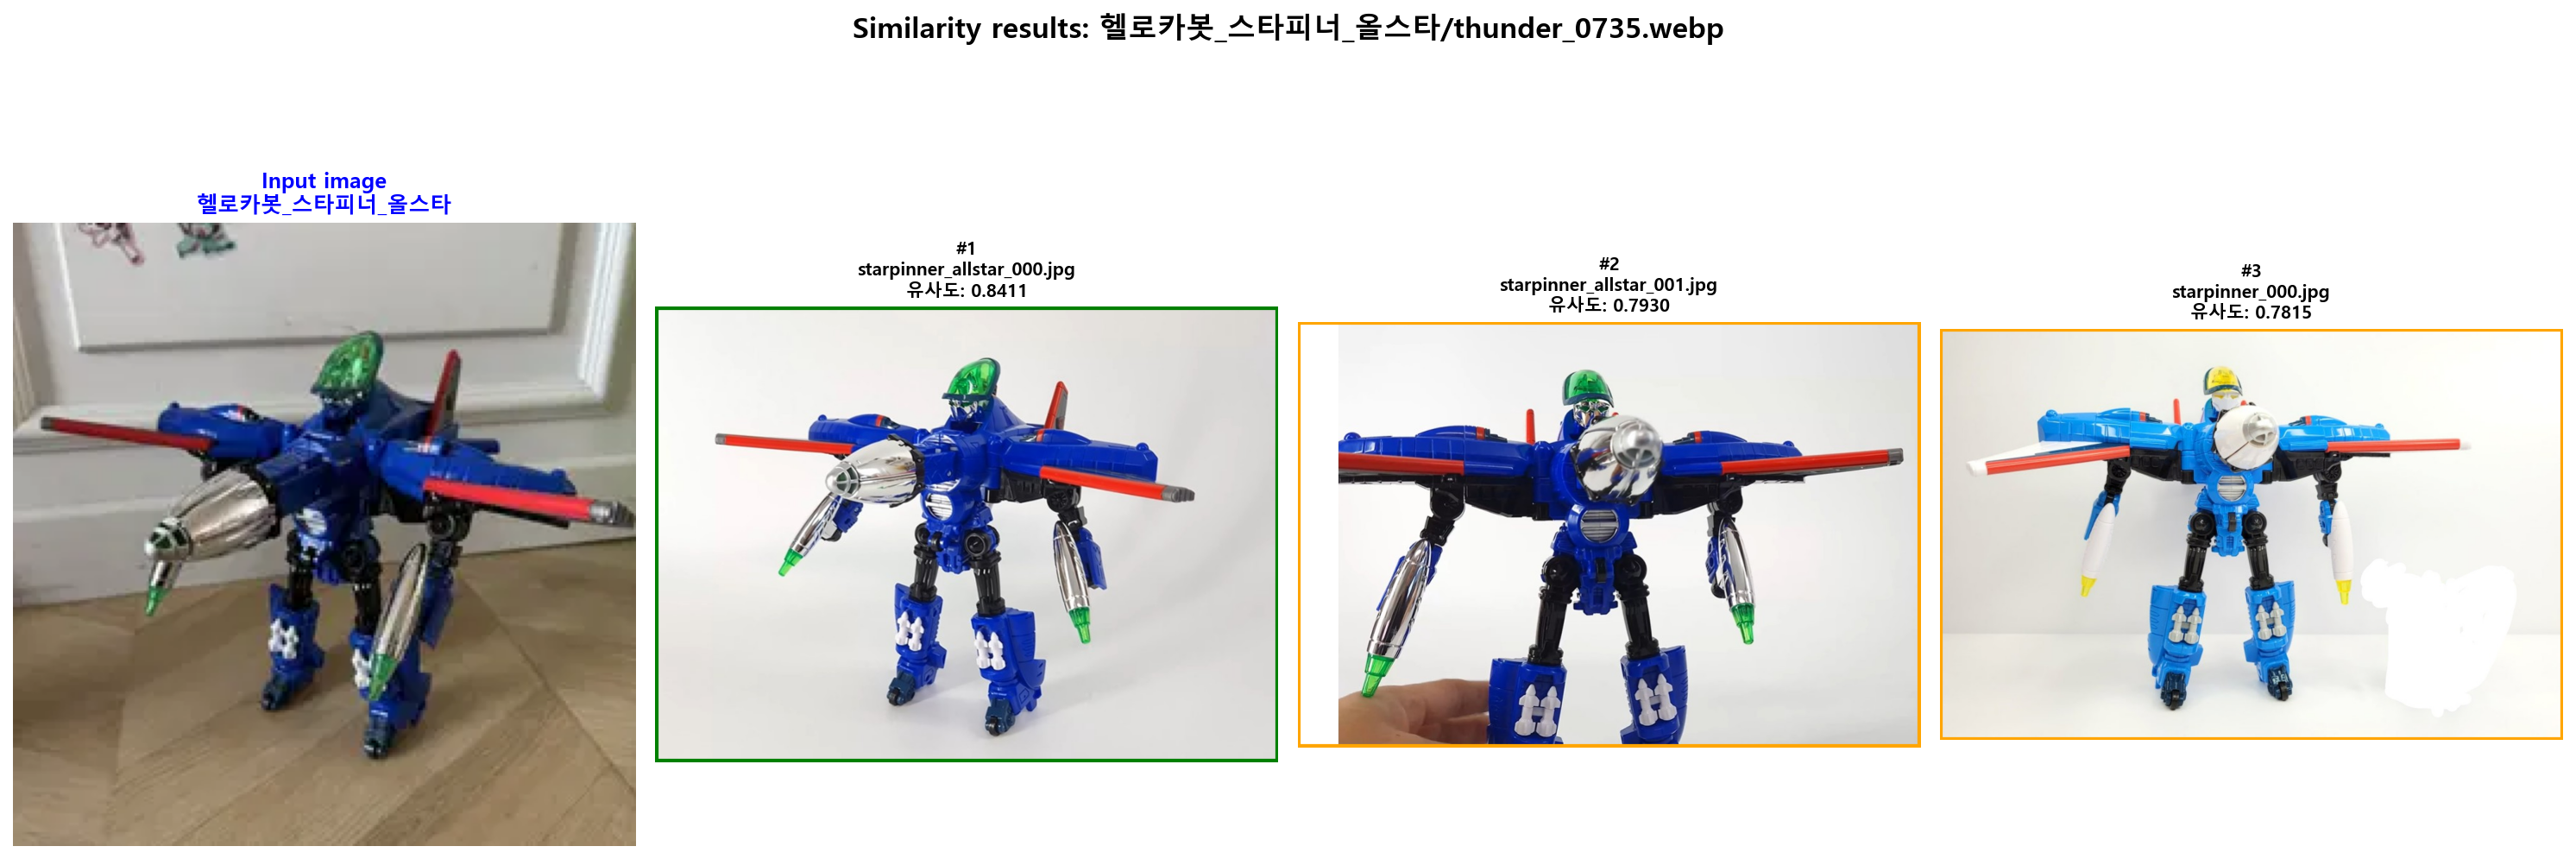 Similarity results: 헬로카봇_스타피너_올스타/thunder_0735.webp
Input image
헬로카봇_스타피너_올스타
#1
starpinner_allstar_000.jpg
유사도: 0.8411
#2
starpinner_allstar_001.jpg
유사도: 0.7930
#3
starpinner_000.jpg
유사도: 0.7815